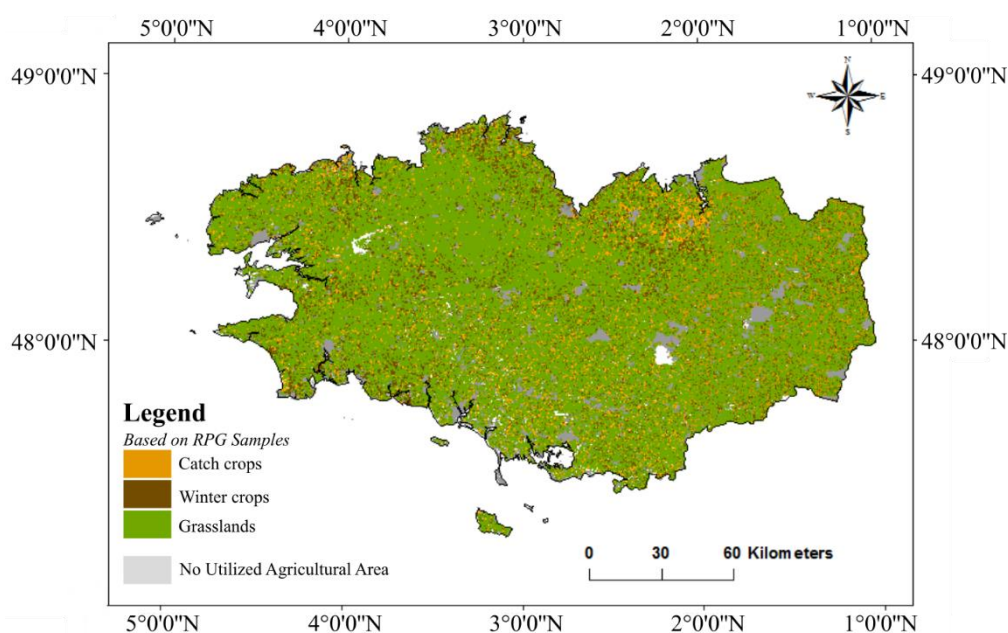 5°0'0"W 4°0'0"W 3°0'0"W 2°0'0"W 1°0'0"W
49°0'0"N 49°0'0"N
N
W E
S
48°0'0"N 48°0'0"N
Legend
Based on RPG Samples
Catch crops
Winter crops
Grasslands
No Utilized Agricultural Area
0 30 60 Kilometers
5°0'0"W 4°0'0"W 3°0'0"W 2°0'0"W 1°0'0"W